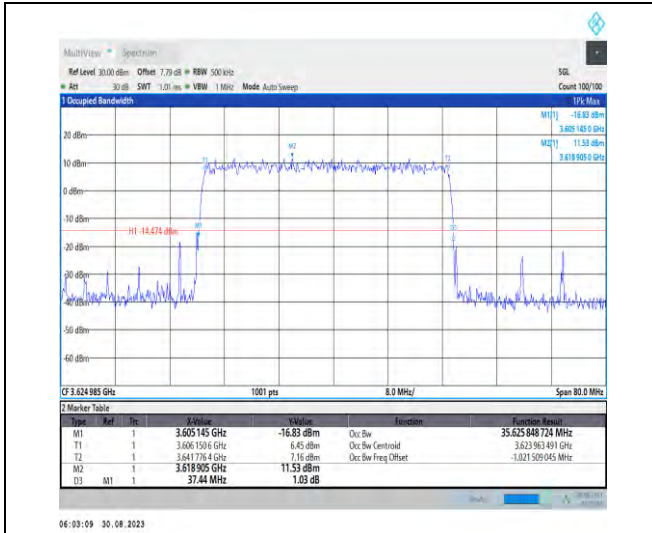 MultiView Spectrum
Ref Level 30.00 dBm Offset 7.79 dB RBW 500 kHz SGL
Att 30 dB SWT 1.01 ms VBW 1 MHz Mode Auto Sweep Count 100/100
1 Occupied Bandwidth 1Pk Max
M1[1] -16.83 dBm
3.605 145 0 GHz
M2[1] 11.53 dBm
3.618 905 0 GHz
20 dBm
M2
T1 T2
10 dBm
0 dBm
-10 dBm
H1 -14.474 dBm
M1
D3
-20 dBm
-30 dBm
-40 dBm
-50 dBm
-60 dBm
CF 3.624 985 GHz 1001 pts 8.0 MHz/ Span 80.0 MHz
2 Marker Table
Type Ref Trc X-Value Y-Value Function Function Result
M1 1 3.605 145 GHz -16.83 dBm Occ Bw 35.625 848 724 MHz
T1 1 3.606 150 6 GHz 6.45 dBm Occ Bw Centroid 3.623 963 491 GHz
T2 1 3.641 776 4 GHz 7.16 dBm Occ Bw Freq Offset -1.021 509 045 MHz
M2 1 3.618 905 GHz 11.53 dBm
D3 M1 1 37.44 MHz 1.03 dB
06:03:09 30.08.2023